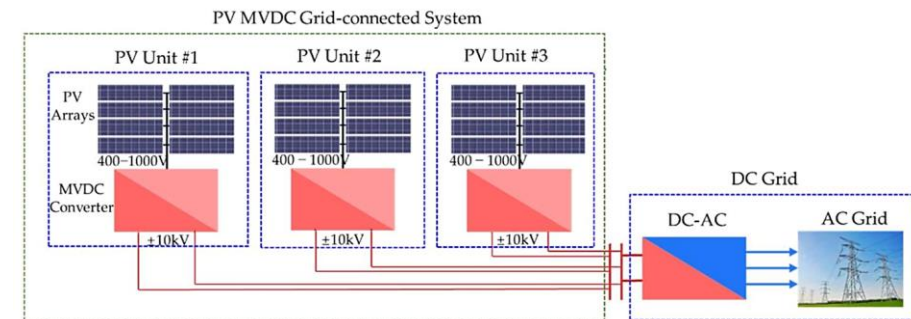 PV MVDC Grid-connected System
PV Unit #1
PV Unit #2
PV Unit #3
PV
Arrays
400–1000V
400 – 1000V
400 – 1000V
MVDC
Converter
±10kV
±10kV
±10kV
DC Grid
DC-AC
AC Grid